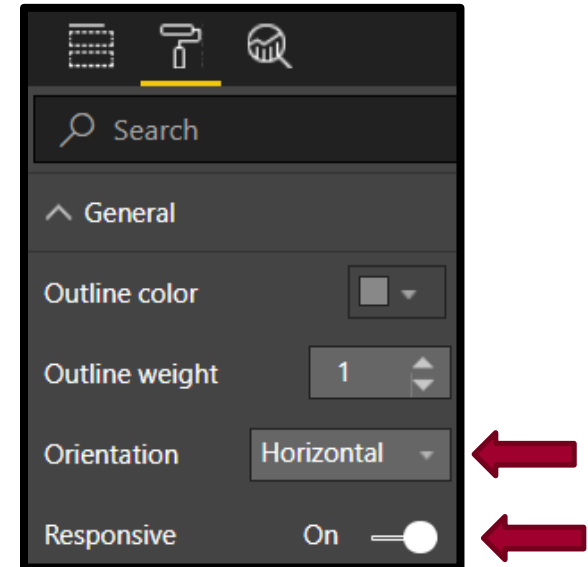 Search
General
Outline color
Outline weight 1
Orientation Horizontal
Responsive On